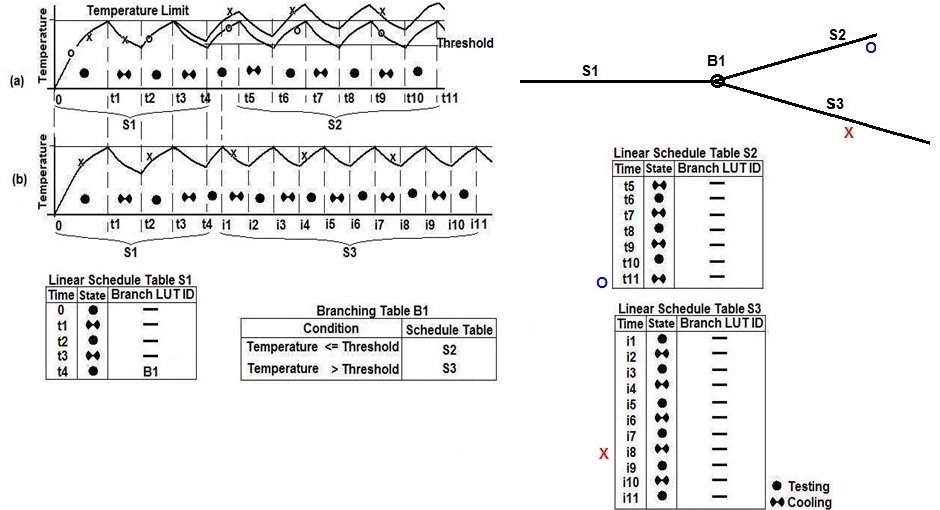 Temperature Limit
Temperature
Threshold
(a)
0 t1 t2 t3 t4 t5 t6 t7 t8 t9 t10 t11
S1 S2
Temperature
(b)
0 t1 t2 t3 t4 i1 i2 i3 i4 i5 i6 i7 i8 i9 i10 i11
S1 S3
S1 B1 S2
O
S3
X
Linear Schedule Table S1
Time State Branch LUT ID
0 —
t1 —
t2 —
t3 —
t4 B1
Branching Table B1
Condition Schedule Table
Temperature <= Threshold S2
Temperature > Threshold S3
Linear Schedule Table S2
Time State Branch LUT ID
t5 —
t6 —
t7 —
t8 —
t9 —
t10 —
O t11 —
Linear Schedule Table S3
Time State Branch LUT ID
i1 —
i2 —
i3 —
i4 —
i5 —
i6 —
i7 —
X i8 —
i9 —
i10 —
i11 —
Testing
Cooling